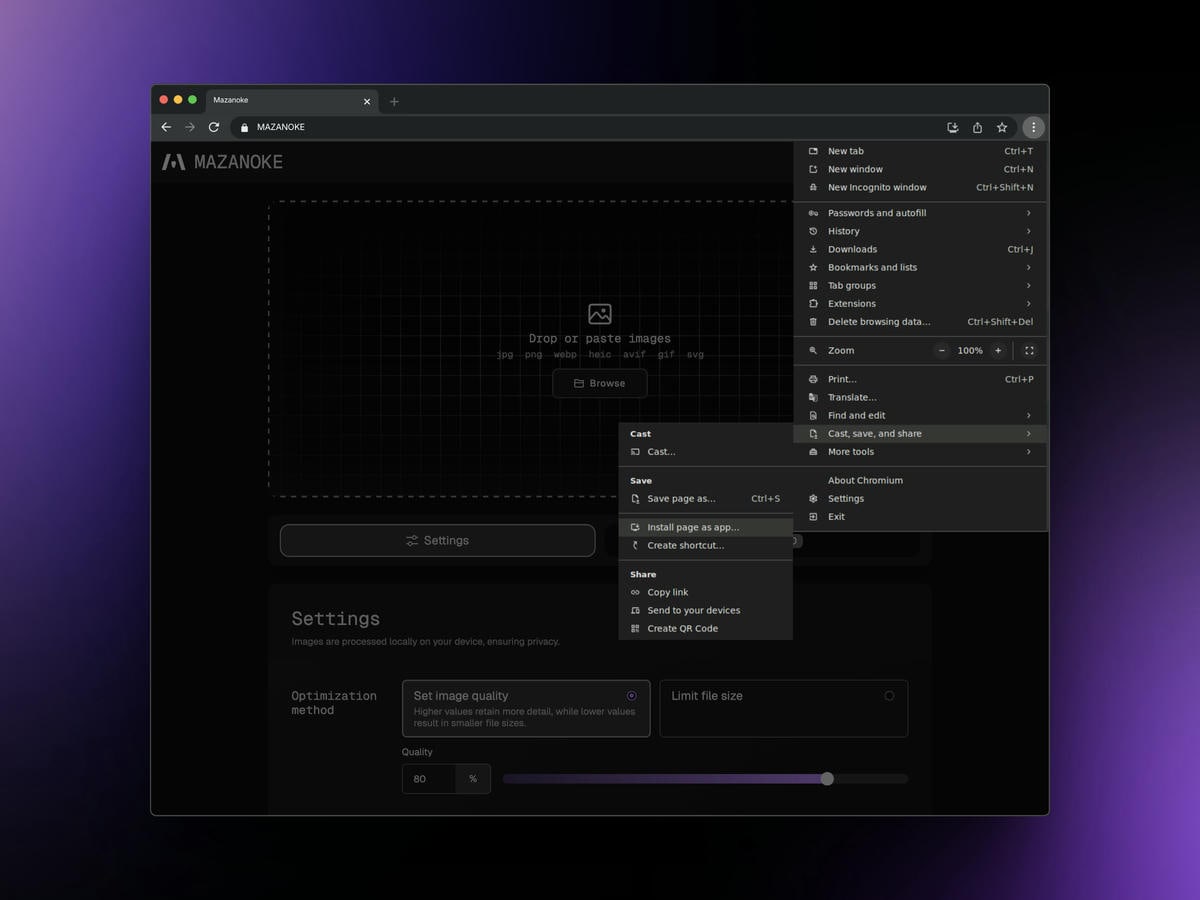 Mazanoke
MAZANOKE
MAZANOKE
Drop or paste images
jpg png webp heic avif gif svg
Browse
New tab Ctrl+T
New window Ctrl+N
New Incognito window Ctrl+Shift+N
Passwords and autofill
History
Downloads Ctrl+J
Bookmarks and lists
Tab groups
Extensions
Delete browsing data... Ctrl+Shift+Del
Zoom − 100% +
Print... Ctrl+P
Translate...
Find and edit
Cast, save, and share
More tools
About Chromium
Settings
Exit
Cast
Cast...
Save
Save page as... Ctrl+S
Install page as app...
Create shortcut...
Share
Copy link
Send to your devices
Create QR Code
Settings
Settings
Images are processed locally on your device, ensuring privacy.
Optimization
method
Set image quality
Higher values retain more detail, while lower values
result in smaller file sizes.
Limit file size
Quality
80 %